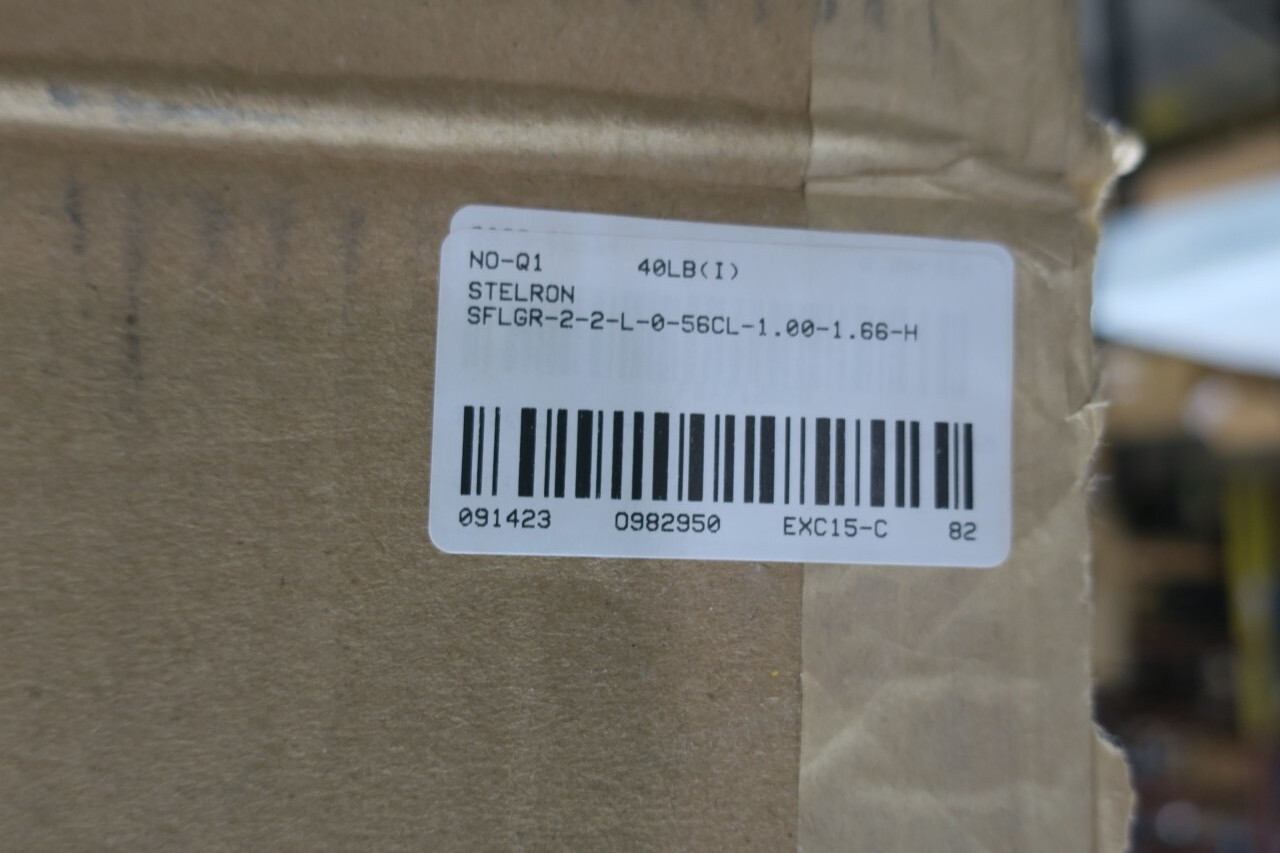 NO-Q1 40LB(I)
STELRON
SFLGR-2-2-L-0-56CL-1.00-1.66-H
091423 0982950 EXC15-C 82